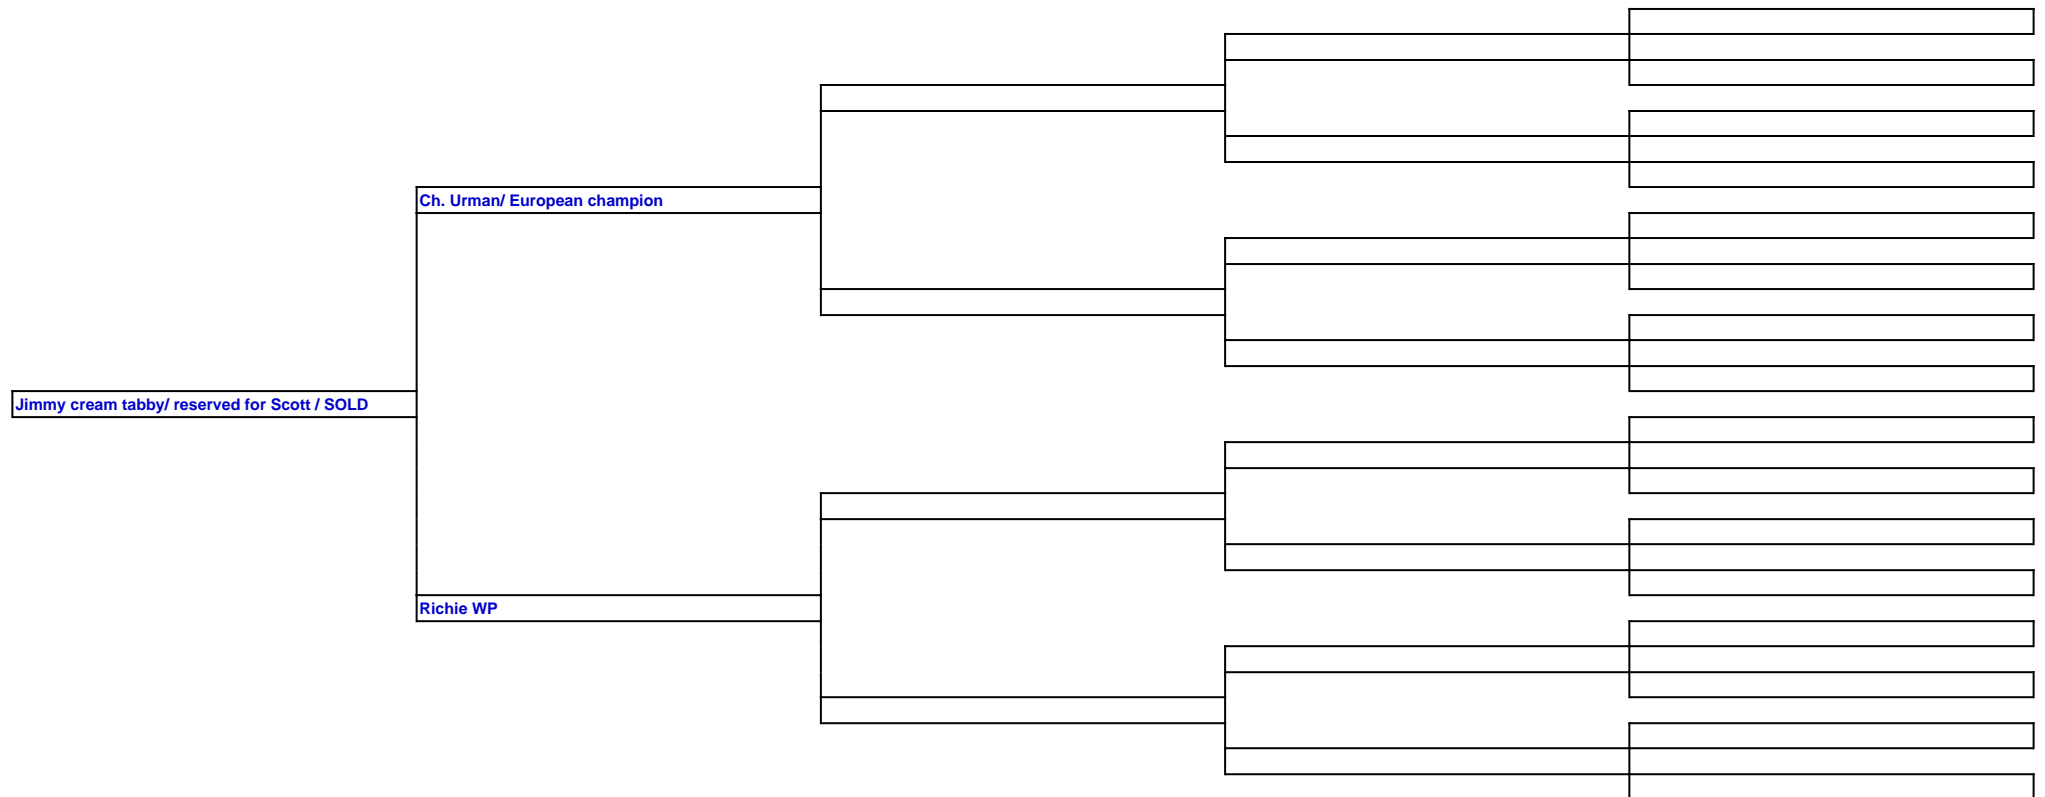 Ch. Urman/ European champion
Jimmy cream tabby/ reserved for Scott / SOLD
Richie WP